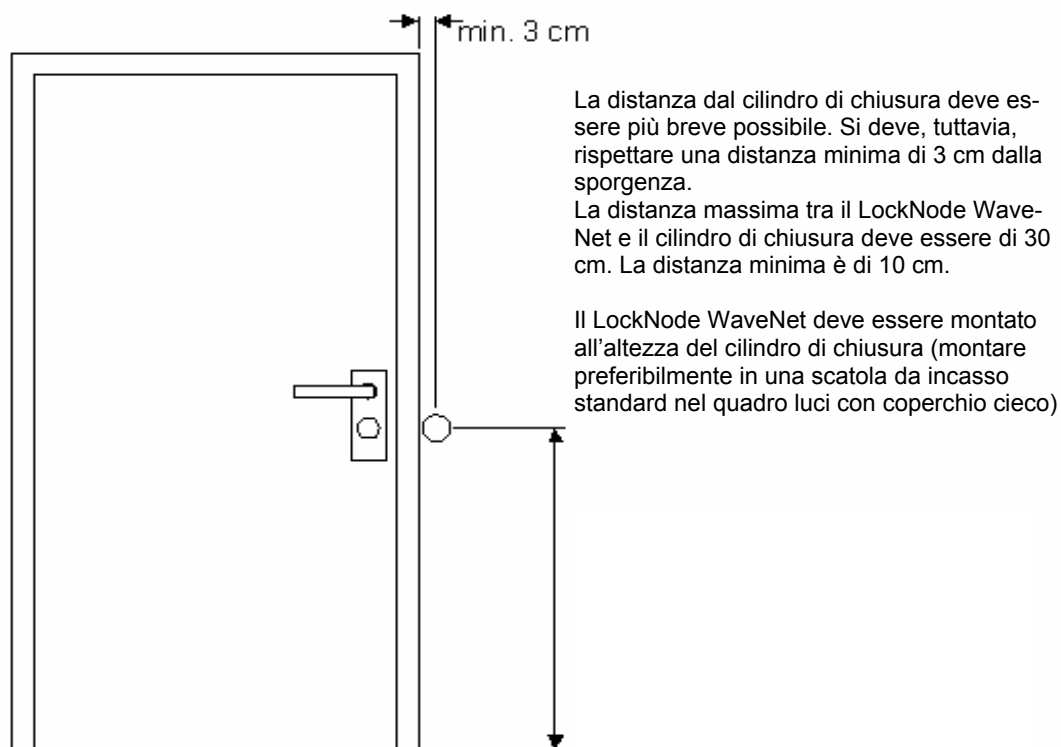 min. 3 cm
La distanza dal cilindro di chiusura deve es-
sere più breve possibile. Si deve, tuttavia,
rispettare una distanza minima di 3 cm dalla
sporgenza.
La distanza massima tra il LockNode Wave-
Net e il cilindro di chiusura deve essere di 30
cm. La distanza minima è di 10 cm.
Il LockNode WaveNet deve essere montato
all'altezza del cilindro di chiusura (montare
preferibilmente in una scatola da incasso
standard nel quadro luci con coperchio cieco)